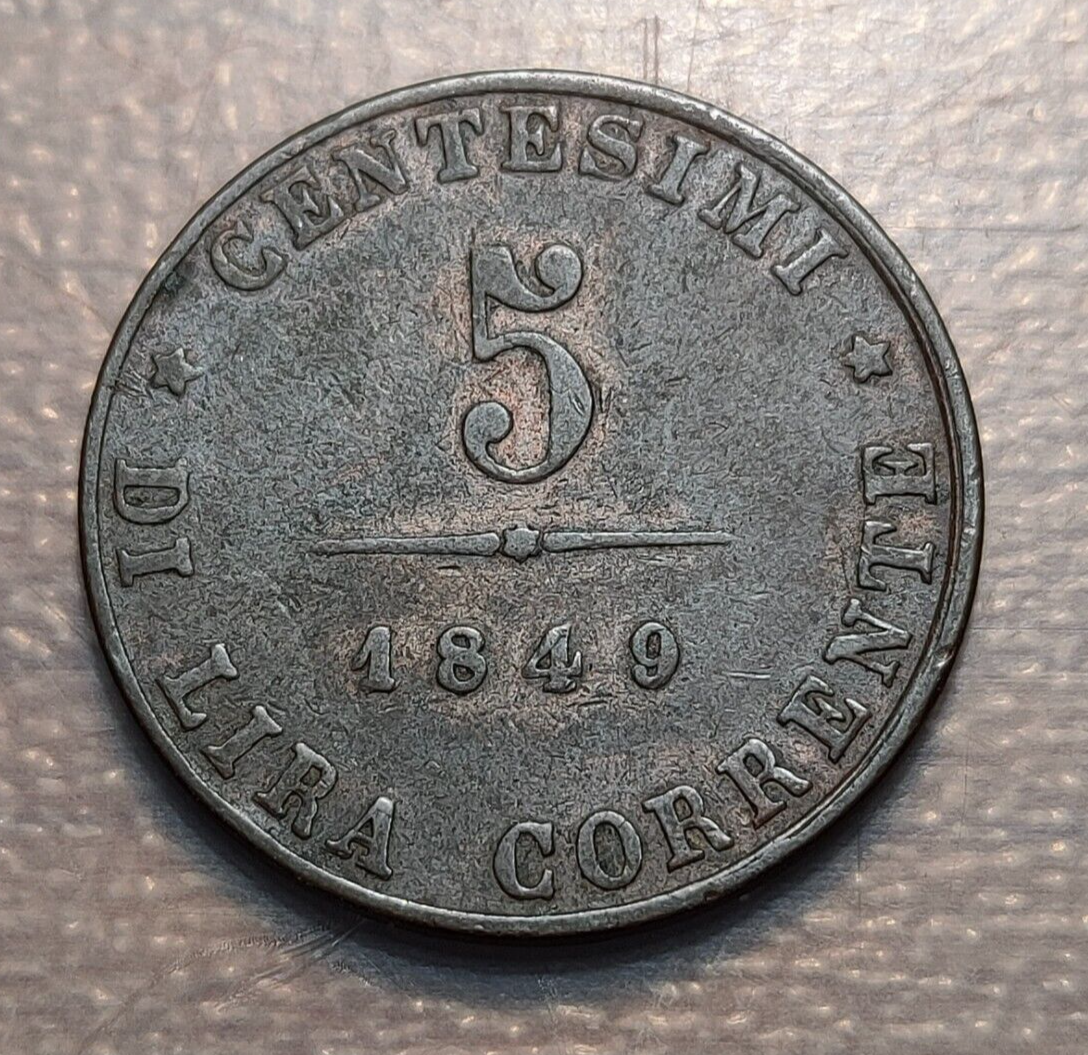 CENTESIMI
5
1849
DI LIRA CORRENTE